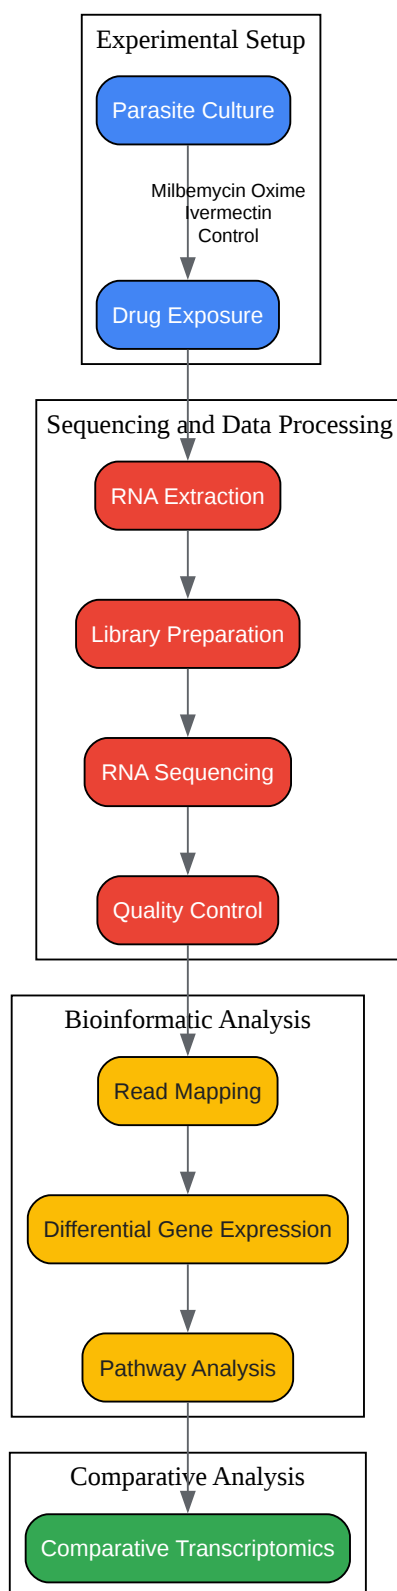 Experimental Setup
Parasite Culture
Milbemycin Oxime
Ivermectin
Control
Drug Exposure
Sequencing and Data Processing
RNA Extraction
Library Preparation
RNA Sequencing
Quality Control
Bioinformatic Analysis
Read Mapping
Differential Gene Expression
Pathway Analysis
Comparative Analysis
Comparative Transcriptomics